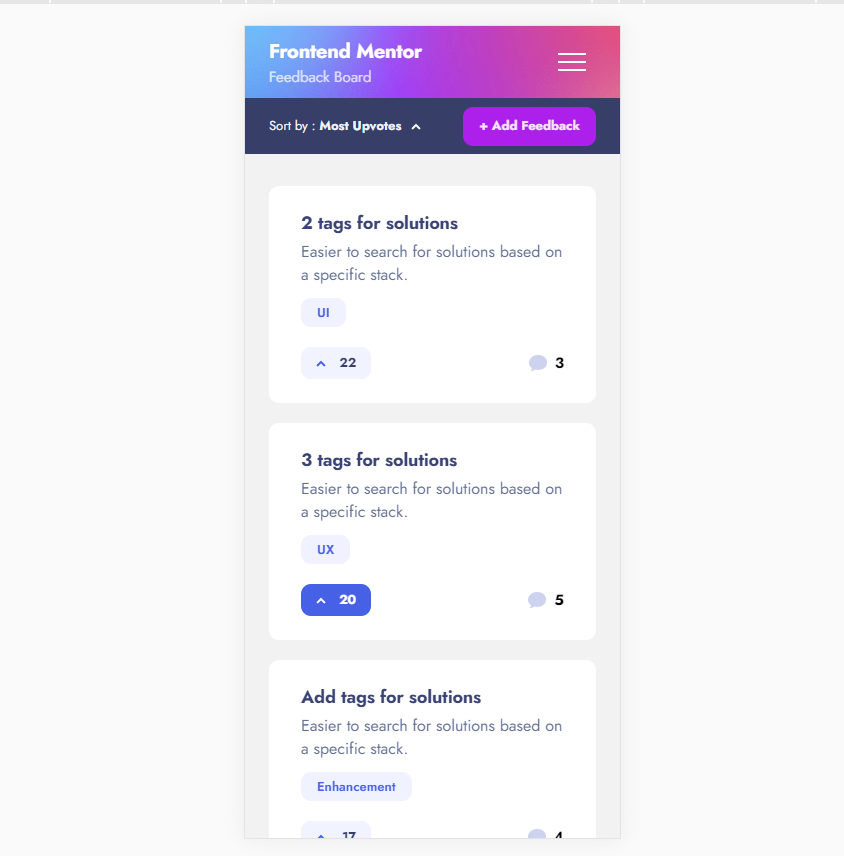 Frontend Mentor
Feedback Board
Sort by : Most Upvotes
+ Add Feedback
2 tags for solutions
Easier to search for solutions based on
a specific stack.
UI
22
3
3 tags for solutions
Easier to search for solutions based on
a specific stack.
UX
20
5
Add tags for solutions
Easier to search for solutions based on
a specific stack.
Enhancement
17
4